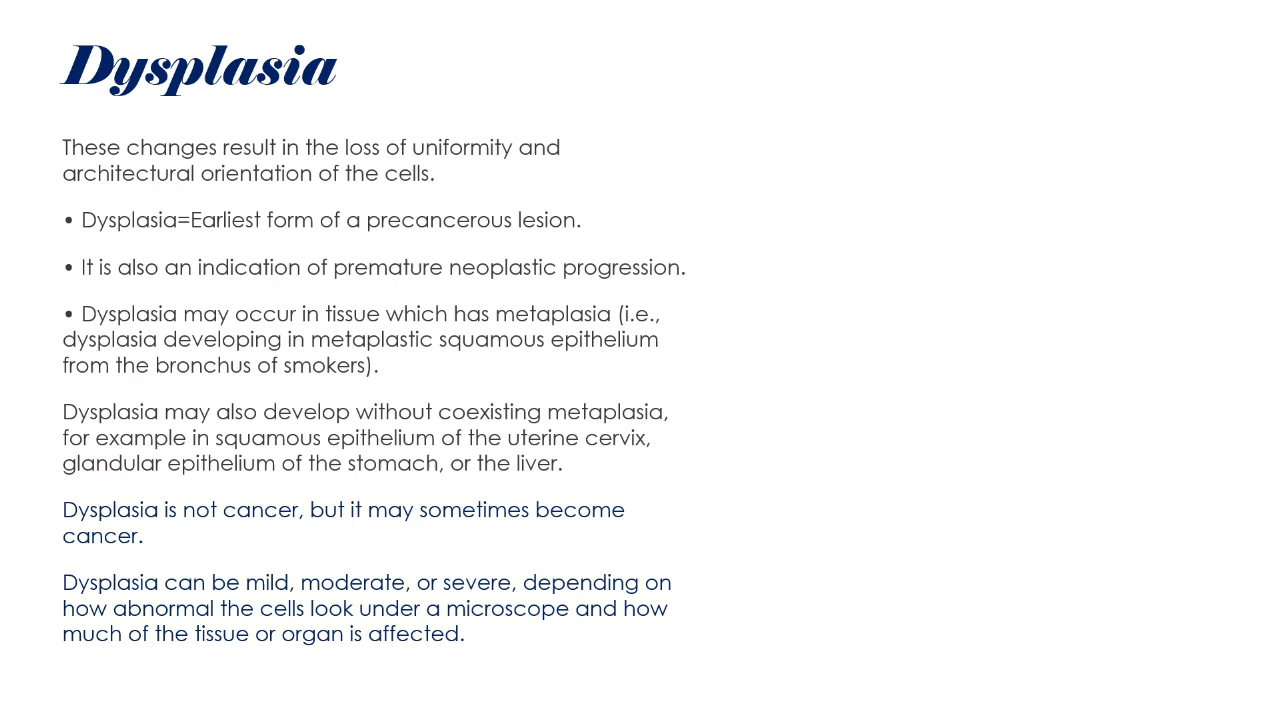 Dysplasia
These changes result in the loss of uniformity and
architectural orientation of the cells.
• Dysplasia=Earliest form of a precancerous lesion.
• It is also an indication of premature neoplastic progression.
• Dysplasia may occur in tissue which has metaplasia (i.e.,
dysplasia developing in metaplastic squamous epithelium
from the bronchus of smokers).
Dysplasia may also develop without coexisting metaplasia,
for example in squamous epithelium of the uterine cervix,
glandular epithelium of the stomach, or the liver.
Dysplasia is not cancer, but it may sometimes become
cancer.
Dysplasia can be mild, moderate, or severe, depending on
how abnormal the cells look under a microscope and how
much of the tissue or organ is affected.